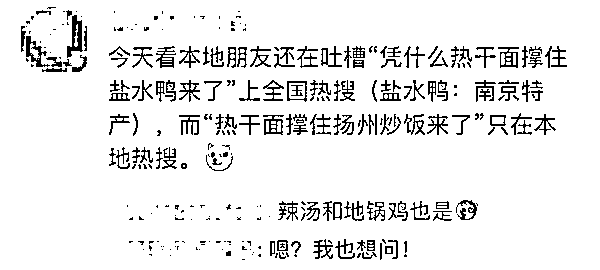 今天看本地朋友还在吐槽“凭什么热干面撑住
盐水鸭来了”上全国热搜（盐水鸭：南京特
产），而“热干面撑住扬州炒饭来了”只在本
地热搜。
辣汤和地锅鸡也是
: 嗯？我也想问！